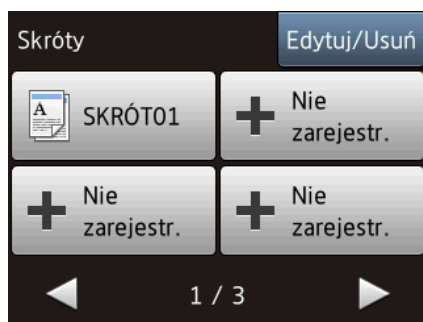 Skróty
Edytuj/Usuń
A
SKRÓT01
Nie
zarejestr.
Nie
zarejestr.
Nie
zarejestr.
1 / 3